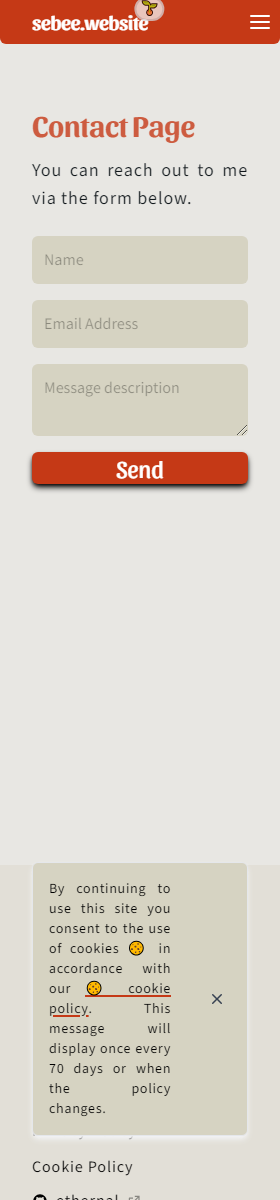 sebee.website
Contact Page
You can reach out to me
via the form below.
Name
Email Address
Message description
Send
By continuing to
use this site you
consent to the use
of cookies 🍪 in
accordance with
our 🍪 cookie
policy. This
message will
display once every
70 days or when
the policy
changes.
Cookie Policy
ethernal